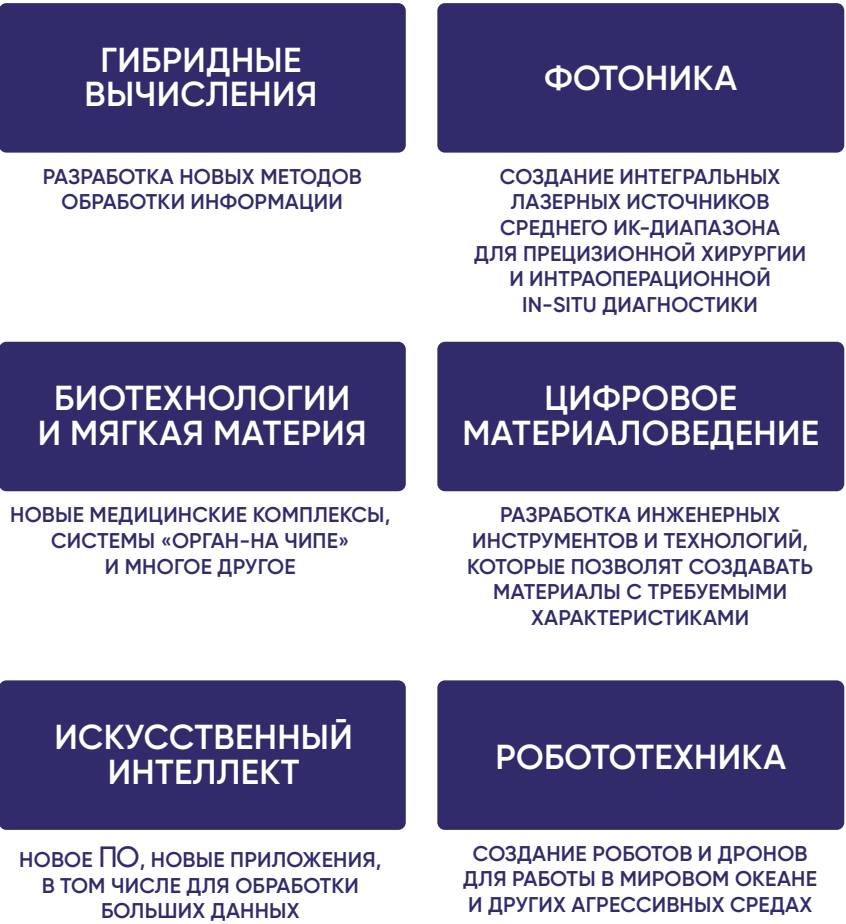 ГИБРИДНЫЕ
ВЫЧИСЛЕНИЯ
РАЗРАБОТКА НОВЫХ МЕТОДОВ
ОБРАБОТКИ ИНФОРМАЦИИ
ФОТОНИКА
СОЗДАНИЕ ИНТЕГРАЛЬНЫХ
ЛАЗЕРНЫХ ИСТОЧНИКОВ
СРЕДНЕГО ИК-ДИАПАЗОНА
ДЛЯ ПРЕЦИЗИОННОЙ ХИРУРГИИ
И ИНТРАОПЕРАЦИОННОЙ
IN-SITU ДИАГНОСТИКИ
БИОТЕХНОЛОГИИ
И МЯГКАЯ МАТЕРИЯ
НОВЫЕ МЕДИЦИНСКИЕ КОМПЛЕКСЫ,
СИСТЕМЫ «ОРГАН-НА ЧИПЕ»
И МНОГОЕ ДРУГОЕ
ЦИФРОВОЕ
МАТЕРИАЛОВЕДЕНИЕ
РАЗРАБОТКА ИНЖЕНЕРНЫХ
ИНСТРУМЕНТОВ И ТЕХНОЛОГИЙ,
КОТОРЫЕ ПОЗВОЛЯТ СОЗДАВАТЬ
МАТЕРИАЛЫ С ТРЕБУЕМЫМИ
ХАРАКТЕРИСТИКАМИ
ИСКУССТВЕННЫЙ
ИНТЕЛЛЕКТ
НОВОЕ ПО, НОВЫЕ ПРИЛОЖЕНИЯ,
В ТОМ ЧИСЛЕ ДЛЯ ОБРАБОТКИ
БОЛЬШИХ ДАННЫХ
РОБОТОТЕХНИКА
СОЗДАНИЕ РОБОТОВ И ДРОНОВ
ДЛЯ РАБОТЫ В МИРОВОМ ОКЕАНЕ
И ДРУГИХ АГРЕССИВНЫХ СРЕДАХ